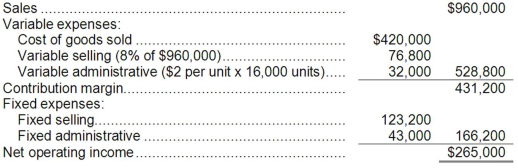 Sales ........................................................................ $960,000
Variable expenses:
Cost of goods sold .................................................. $420,000
Variable selling (8% of $960,000)............................ 76,800
Variable administrative ($2 per unit x 16,000 units)..... 32,000 528,800
Contribution margin.................................................... 431,200
Fixed expenses:
Fixed selling............................................................ 123,200
Fixed administrative ................................................ 43,000 166,200
Net operating income................................................. $265,000